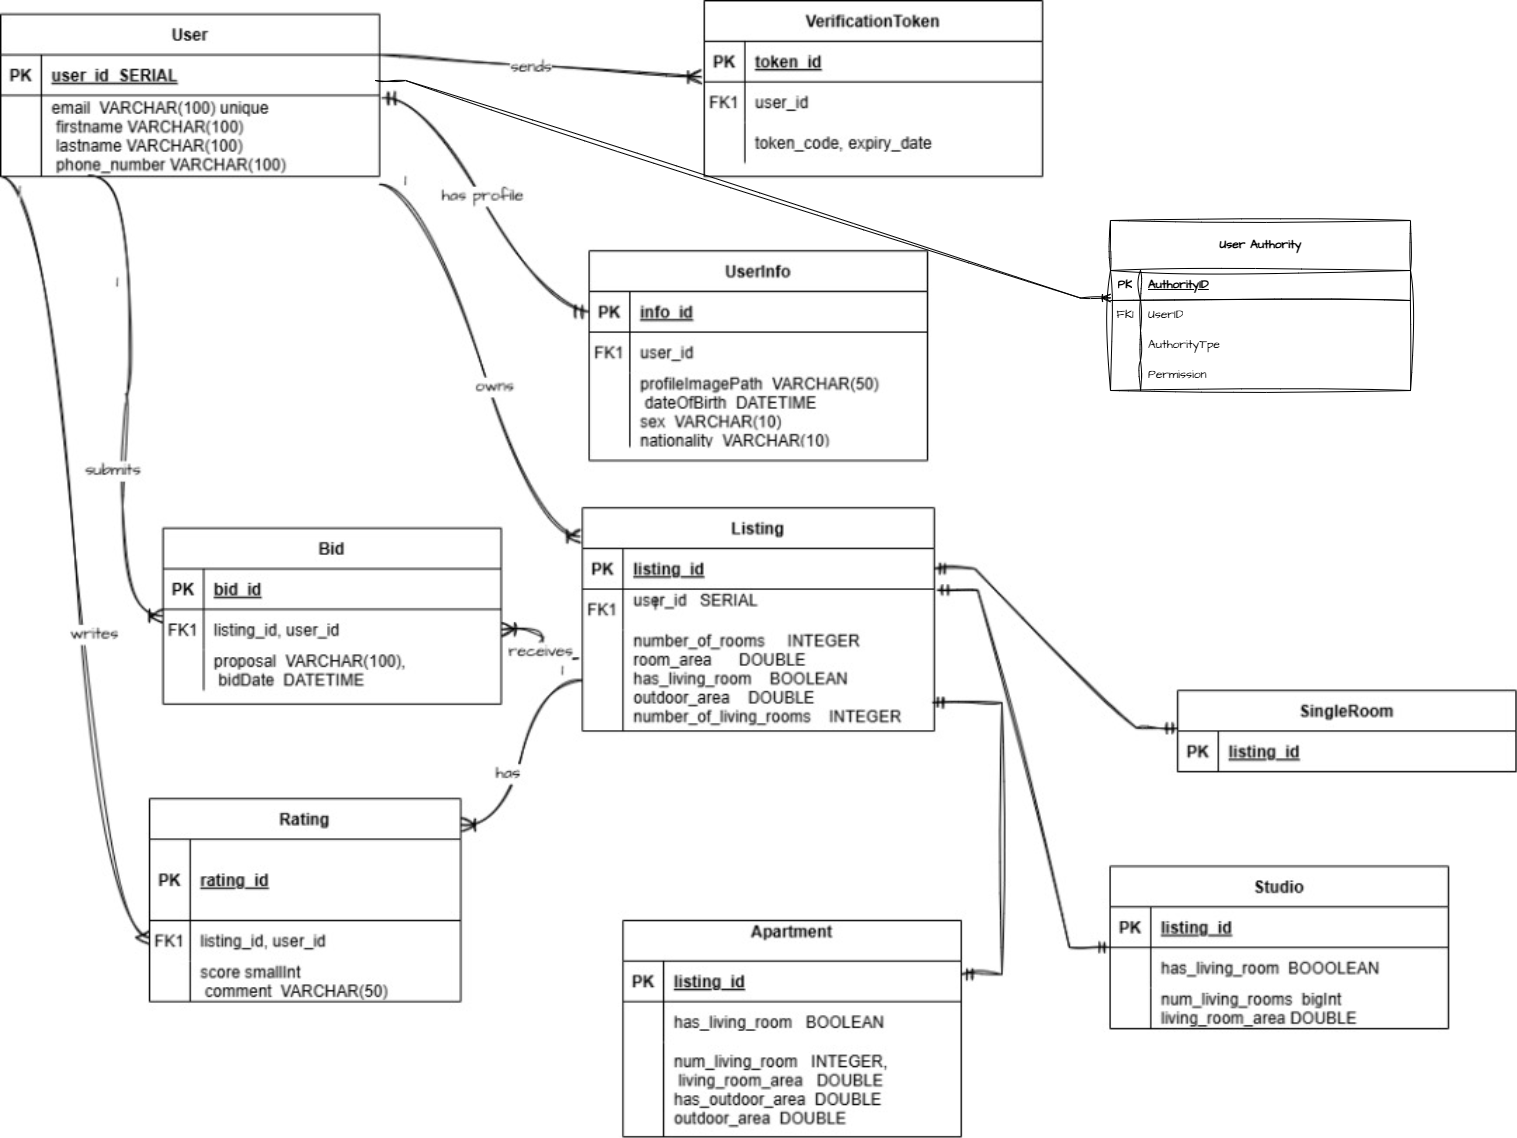 User
PK user_id SERIAL
email VARCHAR(100) unique
firstname VARCHAR(100)
lastname VARCHAR(100)
phone_number VARCHAR(100)
sends
VerificationToken
PK token_id
FK1 user_id
token_code, expiry_date
1
1
has profile
User Authority
PK AuthorityID
FK1 UserID
AuthorityTpe
Permission
UserInfo
PK info_id
FK1 user_id
profileImagePath VARCHAR(50)
dateOfBirth DATETIME
sex VARCHAR(10)
nationality VARCHAR(10)
1
owns
submits
Bid
PK bid_id
FK1 listing_id, user_id
proposal VARCHAR(100),
bidDate DATETIME
writes
receives
1
Listing
PK listing_id
FK1 user_id SERIAL
number_of_rooms INTEGER
room_area DOUBLE
has_living_room BOOLEAN
outdoor_area DOUBLE
number_of_living_rooms INTEGER
SingleRoom
PK listing_id
has
Rating
PK rating_id
FK1 listing_id, user_id
score smallInt
comment VARCHAR(50)
Apartment
PK listing_id
has_living_room BOOLEAN
num_living_room INTEGER,
living_room_area DOUBLE
has_outdoor_area DOUBLE
outdoor_area DOUBLE
Studio
PK listing_id
has_living_room BOOOLEAN
num_living_rooms bigInt
living_room_area DOUBLE